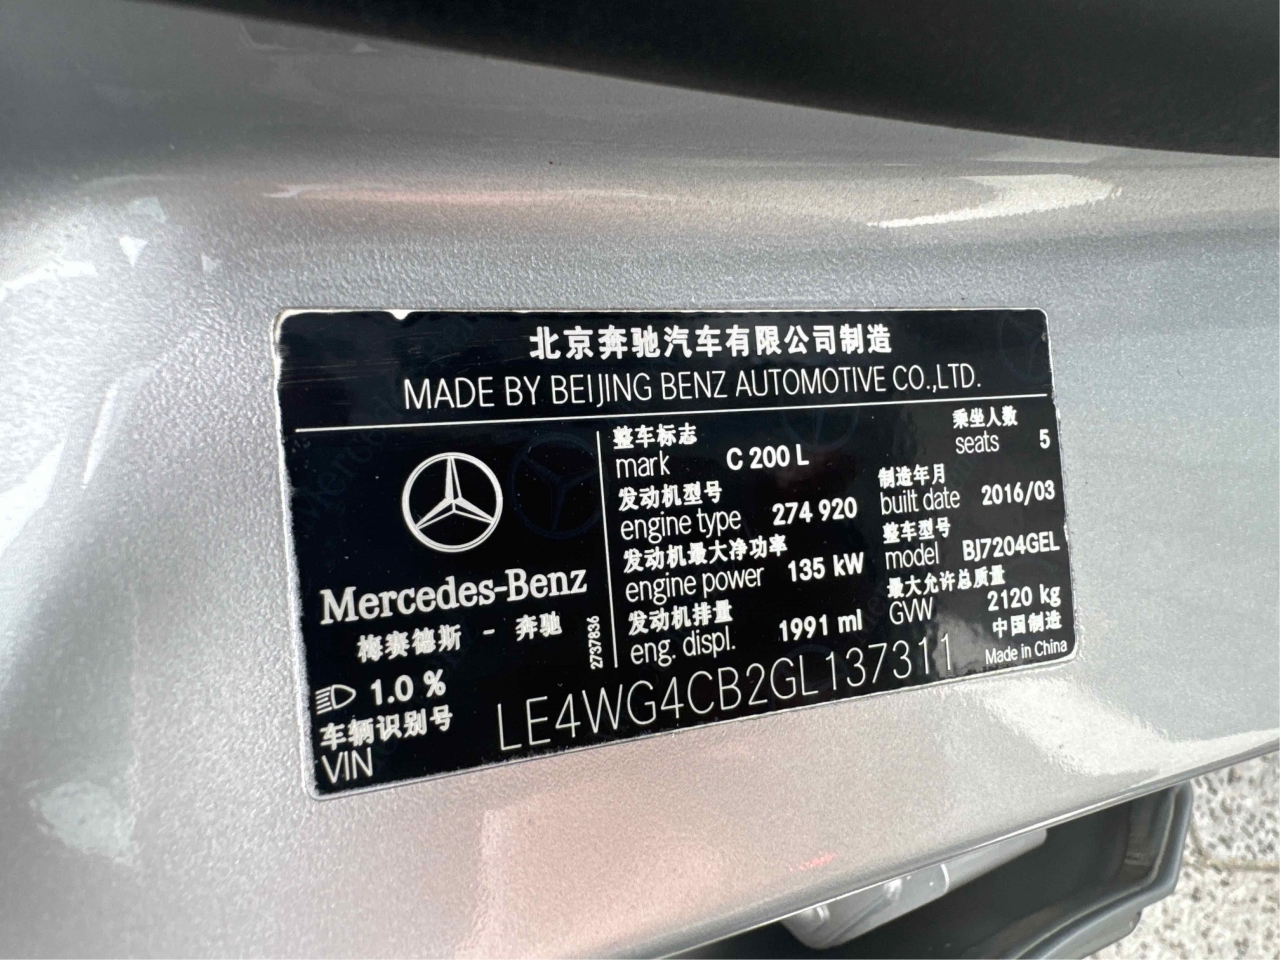 北京奔驰汽车有限公司制造
MADE BY BEIJING BENZ AUTOMOTIVE CO.,LTD.
Mercedes-Benz
梅赛德斯 - 奔驰
1.0 %
2737836
整车标志
mark C 200 L
乘坐人数
seats 5
发动机型号
engine type 274 920
制造年月
built date 2016/03
发动机最大净功率
engine power 135 kW
整车型号
model BJ7204GEL
发动机排量
eng. displ. 1991 ml
最大允许总质量
GVW 2120 kg
中国制造
Made in China
车辆识别号
VIN LE4WG4CB2GL137311